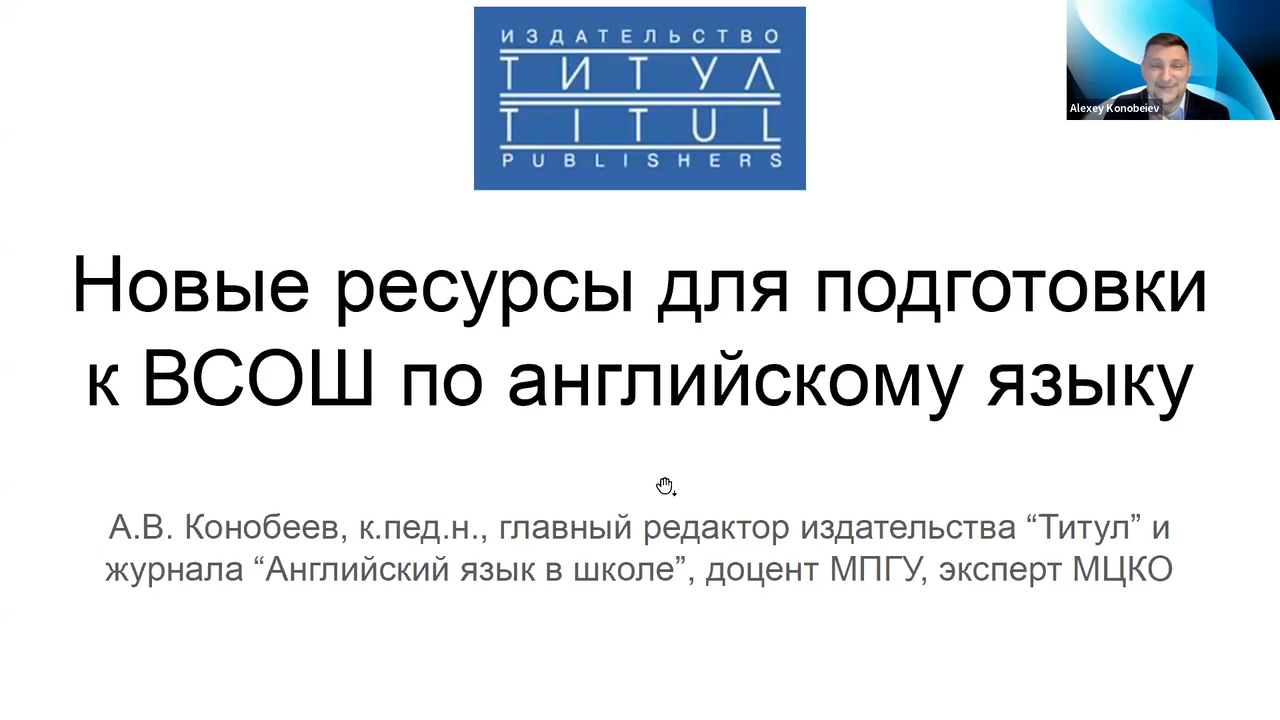 ИЗДАТЕЛЬСТВО
ТИТУЛ
TITUL
PUBLISHERS
Alexey Konobeiev
Новые ресурсы для подготовки
к ВСОШ по английскому языку
А.В. Конобеев, к.пед.н., главный редактор издательства “Титул” и
журнала “Английский язык в школе”, доцент МПГУ, эксперт МЦКО